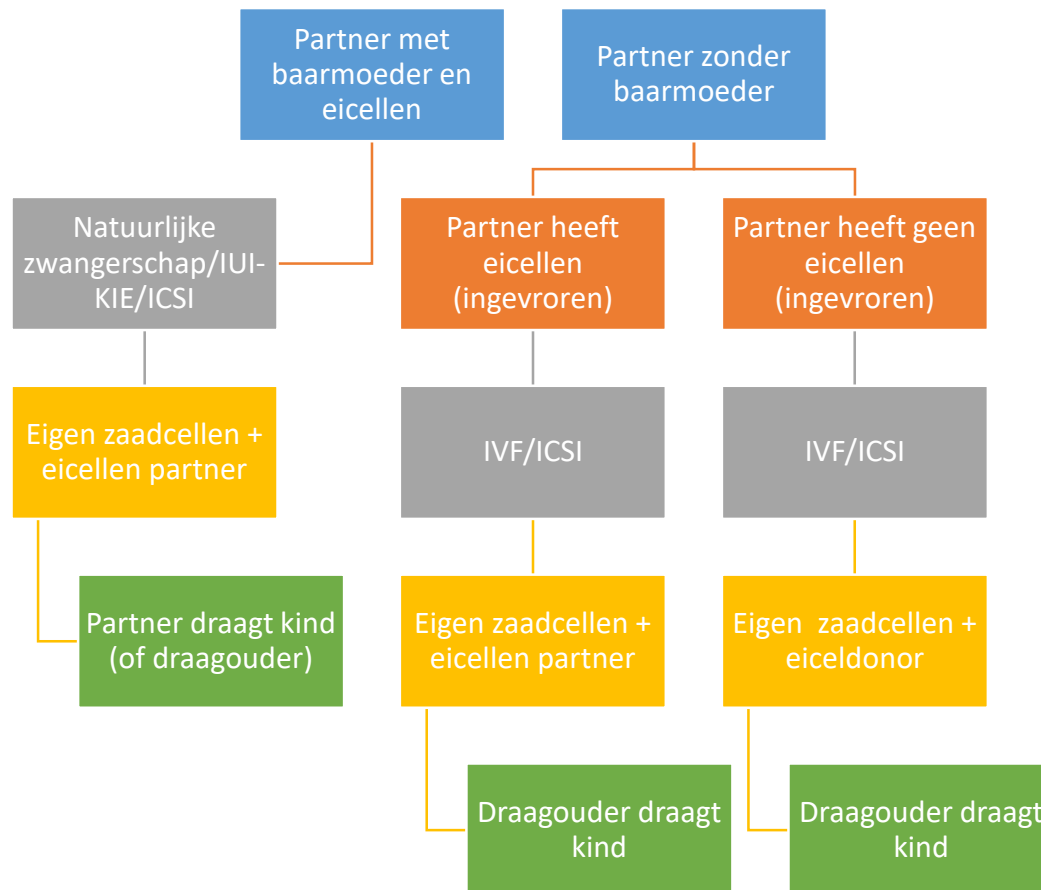 Partner met
baarmoeder en
eicellen
Partner zonder
baarmoeder
Natuurlijke
zwangerschap/IUI-
KIE/ICSI
Partner heeft
eicellen
(ingevroren)
Partner heeft geen
eicellen
(ingevroren)
Eigen zaadcellen +
eicellen partner
IVF/ICSI
IVF/ICSI
Partner draagt kind
(of draagouder)
Eigen zaadcellen +
eicellen partner
Eigen zaadcellen +
eiceldonor
Draagouder draagt
kind
Draagouder draagt
kind